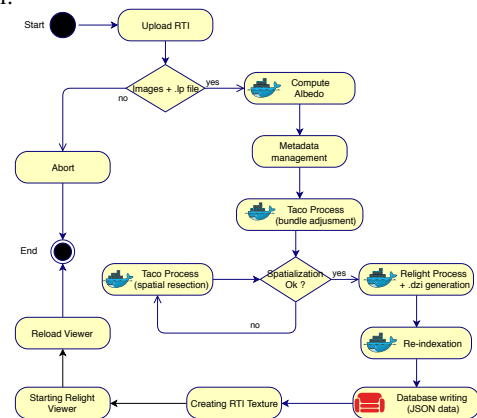 Start
Upload RTI
Images + .lp file
yes
no
Compute
Albedo
Metadata
management
Abort
Taco Process
(bundle adjusment)
End
Taco Process
(spatial resection)
Spatialization
Ok ?
yes
Relight Process
+ .dzi generation
no
Reload Viewer
Re-indexation
Starting Relight
Viewer
Creating RTI Texture
Database writing
(JSON data)